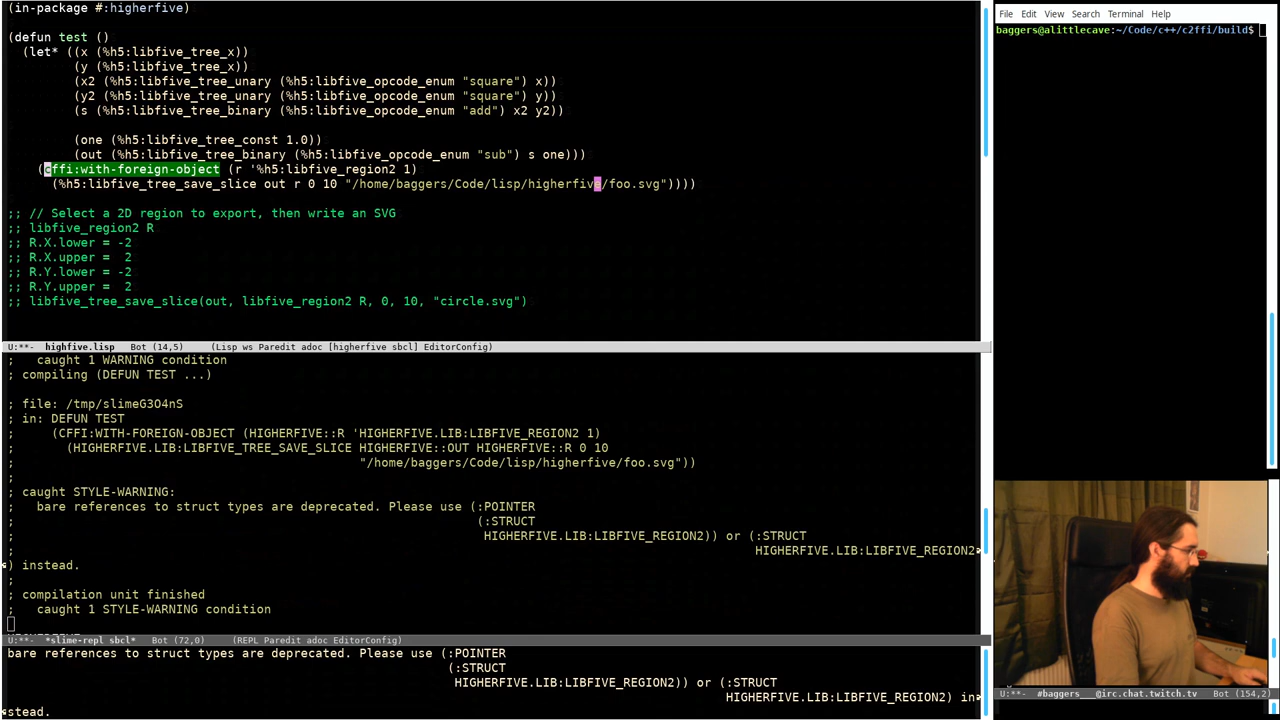 (in-package #:higherfive)
(defun test ()
(let* ((x (%h5:libfive_tree_x))
(y (%h5:libfive_tree_x))
(x2 (%h5:libfive_tree_unary (%h5:libfive_opcode_enum "square") x))
(y2 (%h5:libfive_tree_unary (%h5:libfive_opcode_enum "square") y))
(s (%h5:libfive_tree_binary (%h5:libfive_opcode_enum "add") x2 y2))
(one (%h5:libfive_tree_const 1.0))
(out (%h5:libfive_tree_binary (%h5:libfive_opcode_enum "sub") s one)))
(cffi:with-foreign-object (r '%h5:libfive_region2 1)
(%h5:libfive_tree_save_slice out r 0 10 "/home/baggers/Code/lisp/higherfive/foo.svg"))))
;; // Select a 2D region to export, then write an SVG
;; libfive_region2 R
;; R.X.lower = -2
;; R.X.upper =  2
;; R.Y.lower = -2
;; R.Y.upper =  2
;; libfive_tree_save_slice(out, libfive_region2 R, 0, 10, "circle.svg")
U:**-  highfive.lisp   Bot (14,5)     (Lisp ws Paredit adoc [higherfive sbcl] EditorConfig)
;   caught 1 WARNING condition
; compiling (DEFUN TEST ...)
; file: /tmp/slimeG3O4nS
; in: DEFUN TEST
;     (CFFI:WITH-FOREIGN-OBJECT (HIGHERFIVE::R 'HIGHERFIVE.LIB:LIBFIVE_REGION2 1)
;       (HIGHERFIVE.LIB:LIBFIVE_TREE_SAVE_SLICE HIGHERFIVE::OUT HIGHERFIVE::R 0 10
;                                               "/home/baggers/Code/lisp/higherfive/foo.svg"))
;
; caught STYLE-WARNING:
;   bare references to struct types are deprecated. Please use (:POINTER
;                                                               (:STRUCT
;                                                                HIGHERFIVE.LIB:LIBFIVE_REGION2)) or (:STRUCT
;                                                                                                     HIGHERFIVE.LIB:LIBFIVE_REGION2
) instead.
;
; compilation unit finished
;   caught 1 STYLE-WARNING condition
U:**-  *slime-repl sbcl*   Bot (72,0)     (REPL Paredit adoc EditorConfig)
bare references to struct types are deprecated. Please use (:POINTER
(:STRUCT
HIGHERFIVE.LIB:LIBFIVE_REGION2)) or (:STRUCT
HIGHERFIVE.LIB:LIBFIVE_REGION2) in
stead.
File Edit View Search Terminal Help
baggers@alittlecave:~/Code/c++/c2ffi/build$
U:**-  #baggers___@irc.chat.twitch.tv   Bot (154,2)